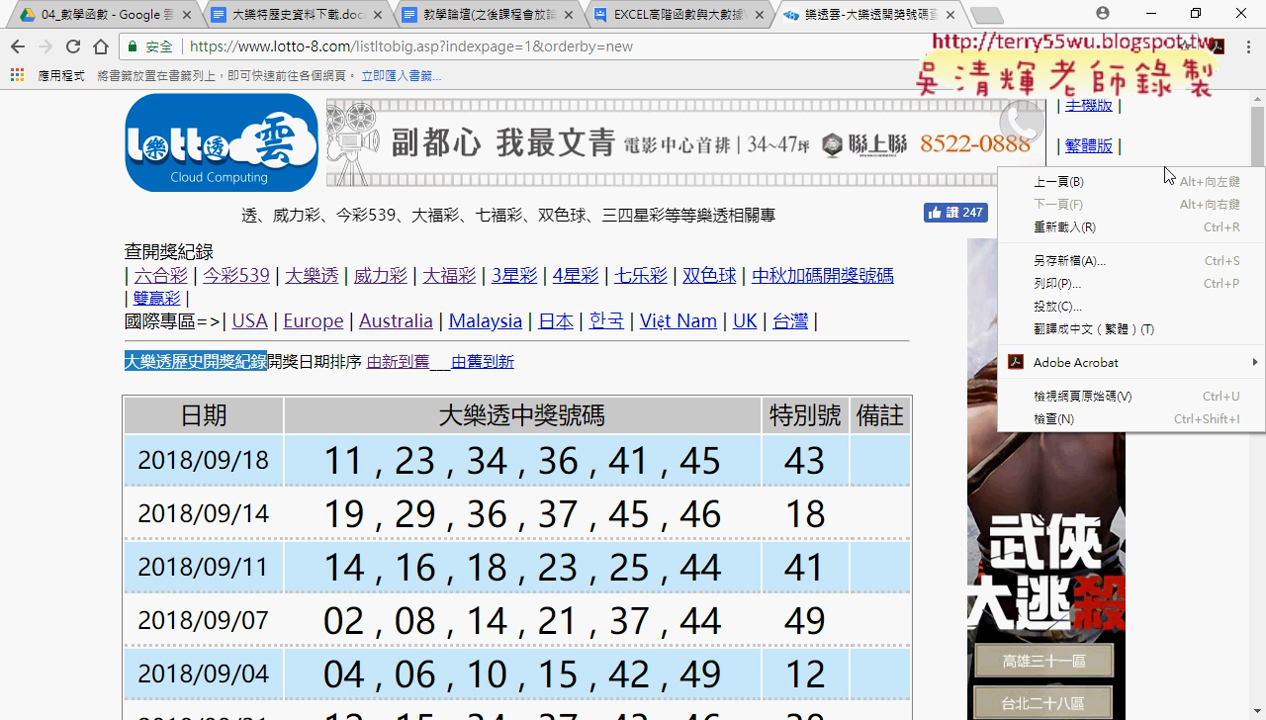 04_數學函數 - Google 雲
大樂特歷史資料下載.doc
教學論壇(之後課程會放論
EXCEL高階函數與大數據V
樂透雲-大樂透開獎號碼查
安全 https://www.lotto-8.com/listltobig.asp?indexpage=1&orderby=new
http://terry55wu.blogspot.tw
應用程式 將書籤放置在書籤列上，即可快速前往各個網頁。 立即匯入書籤...
吳清輝老師錄製
lotto樂透雲
Cloud Computing
副都心 我最文青 電影中心首排 | 34~47坪 聯上聯 8522-0888
| 手機版 |
| 繁體版 |
透、威力彩、今彩539、大福彩、七福彩、双色球、三四星彩等等樂透相關專
讚 247
查開獎紀錄
| 六合彩 | 今彩539 | 大樂透 | 威力彩 | 大福彩 | 3星彩 | 4星彩 | 七乐彩 | 双色球 | 中秋加碼開獎號碼
| 雙贏彩 |
國際專區=>| USA | Europe | Australia | Malaysia | 日本 | 한국 | Việt Nam | UK | 台灣 |
大樂透歷史開獎紀錄開獎日期排序 由新到舊___由舊到新
日期 大樂透中獎號碼 特別號 備註
2018/09/18 11 , 23 , 34 , 36 , 41 , 45 43
2018/09/14 19 , 29 , 36 , 37 , 45 , 46 18
2018/09/11 14 , 16 , 18 , 23 , 25 , 44 41
2018/09/07 02 , 08 , 14 , 21 , 37 , 44 49
2018/09/04 04 , 06 , 10 , 15 , 42 , 49 12
上一頁(B) Alt+向左鍵
下一頁(F) Alt+向右鍵
重新載入(R) Ctrl+R
另存新檔(A)... Ctrl+S
列印(P)... Ctrl+P
投放(C)...
翻譯成中文（繁體）(T)
Adobe Acrobat
檢視網頁原始碼(V) Ctrl+U
檢查(N) Ctrl+Shift+I
武俠
大逃殺
高雄三十一區
台北二十八區